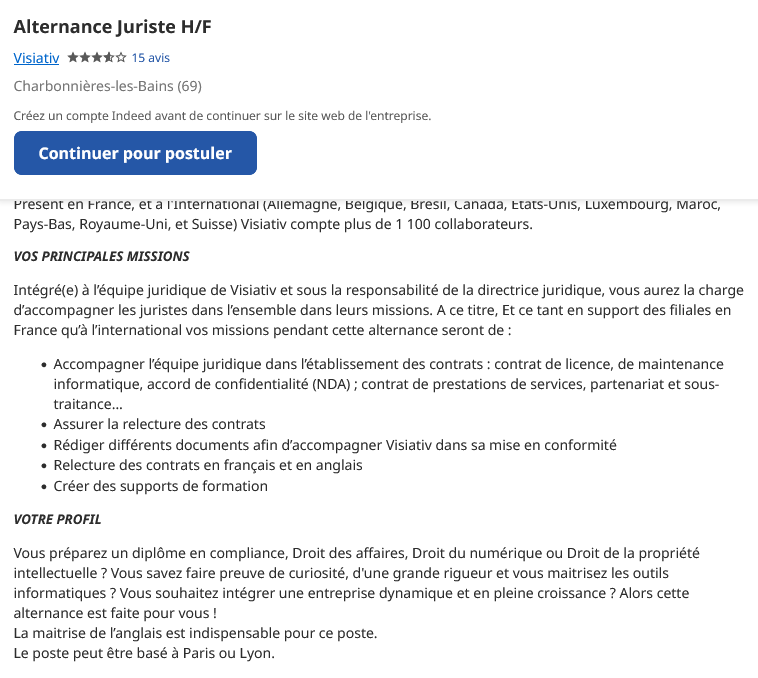 Alternance Juriste H/F
Visiativ ★★★★☆ 15 avis
Charbonnières-les-Bains (69)
Créez un compte Indeed avant de continuer sur le site web de l'entreprise.
Continuer pour postuler
Présent en France, et à l'International (Allemagne, Belgique, Brésil, Canada, Etats-Unis, Luxembourg, Maroc,
Pays-Bas, Royaume-Uni, et Suisse) Visiativ compte plus de 1 100 collaborateurs.
VOS PRINCIPALES MISSIONS
Intégré(e) à l’équipe juridique de Visiativ et sous la responsabilité de la directrice juridique, vous aurez la charge
d’accompagner les juristes dans l’ensemble dans leurs missions. A ce titre, Et ce tant en support des filiales en
France qu’à l’international vos missions pendant cette alternance seront de :
• Accompagner l’équipe juridique dans l’établissement des contrats : contrat de licence, de maintenance
informatique, accord de confidentialité (NDA) ; contrat de prestations de services, partenariat et sous-
traitance…
• Assurer la relecture des contrats
• Rédiger différents documents afin d’accompagner Visiativ dans sa mise en conformité
• Relecture des contrats en français et en anglais
• Créer des supports de formation
VOTRE PROFIL
Vous préparez un diplôme en compliance, Droit des affaires, Droit du numérique ou Droit de la propriété
intellectuelle ? Vous savez faire preuve de curiosité, d'une grande rigueur et vous maitrisez les outils
informatiques ? Vous souhaitez intégrer une entreprise dynamique et en pleine croissance ? Alors cette
alternance est faite pour vous !
La maitrise de l’anglais est indispensable pour ce poste.
Le poste peut être basé à Paris ou Lyon.